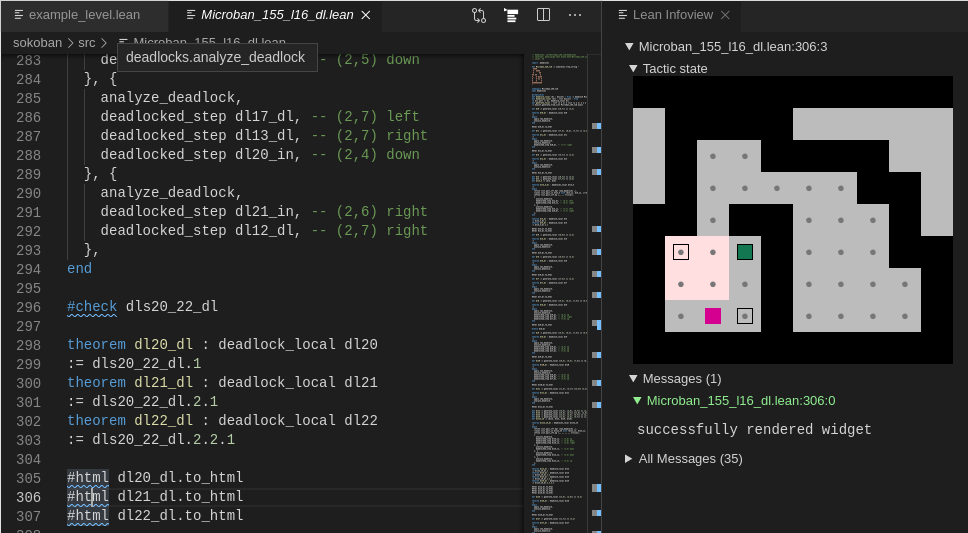 example_level.lean
Microban_155_l16_dl.lean
Lean Infoview
sokoban > src >
deadlocks.analyze_deadlock
283 -- (2,5) down
284 }, {
285 analyze_deadlock,
286 deadlocked_step dl17_dl, -- (2,7) left
287 deadlocked_step dl13_dl, -- (2,7) right
288 deadlocked_step dl20_in, -- (2,4) down
289 }, {
290 analyze_deadlock,
291 deadlocked_step dl21_in, -- (2,6) right
292 deadlocked_step dl12_dl, -- (2,7) right
293 },
294 end
295
296 #check dls20_22_dl
297
298 theorem dl20_dl : deadlock_local dl20
299 := dls20_22_dl.1
300 theorem dl21_dl : deadlock_local dl21
301 := dls20_22_dl.2.1
302 theorem dl22_dl : deadlock_local dl22
303 := dls20_22_dl.2.2.1
304
305 #html dl20_dl.to_html
306 #html dl21_dl.to_html
307 #html dl22_dl.to_html
Microban_155_l16_dl.lean:306:3
Tactic state
Messages (1)
Microban_155_l16_dl.lean:306:0
successfully rendered widget
All Messages (35)